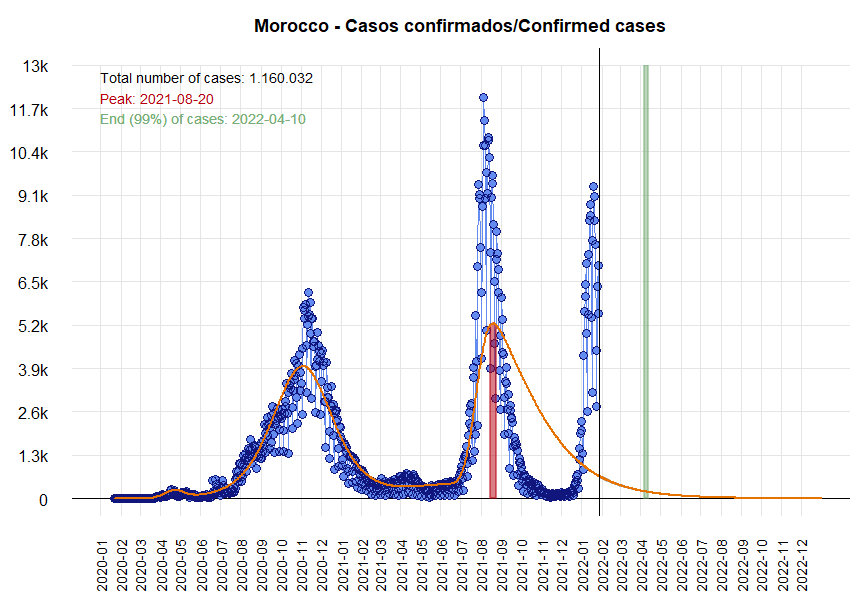 Morocco - Casos confirmados/Confirmed cases
Total number of cases: 1.160.032
Peak: 2021-08-20
End (99%) of cases: 2022-04-10
13k
11.7k
10.4k
9.1k
7.8k
6.5k
5.2k
3.9k
2.6k
1.3k
0
2020-01
2020-02
2020-03
2020-04
2020-05
2020-06
2020-07
2020-08
2020-09
2020-10
2020-11
2020-12
2021-01
2021-02
2021-03
2021-04
2021-05
2021-06
2021-07
2021-08
2021-09
2021-10
2021-11
2021-12
2022-01
2022-02
2022-03
2022-04
2022-05
2022-06
2022-07
2022-08
2022-09
2022-10
2022-11
2022-12